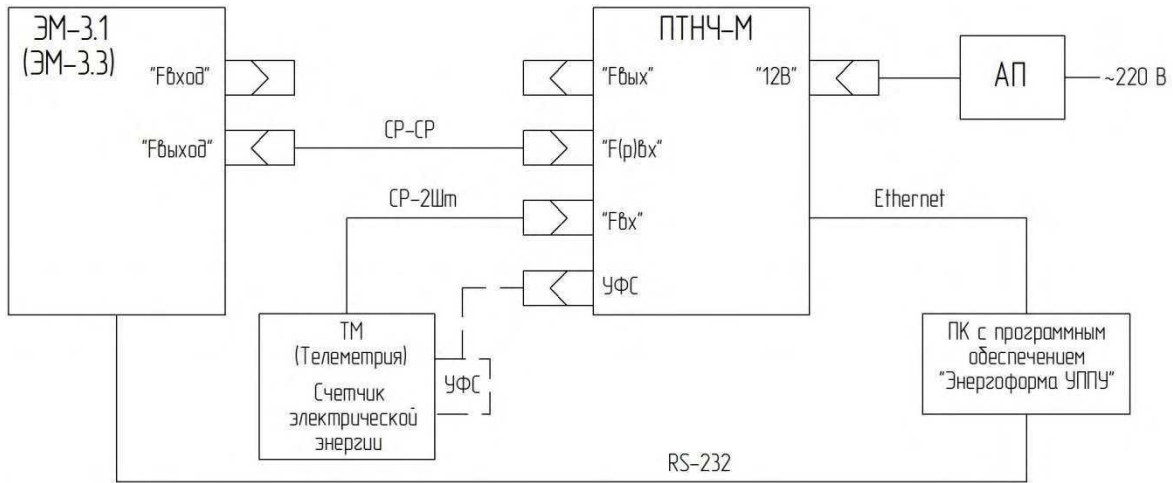 ЭМ-3.1
(ЭМ-3.3)
"Fвход"
"Fвыход"
СР-СР
СР-2Шт
ПТНЧ-М
"Fвых"
"12В"
"F(р)вх"
"Fвх"
УФС
АП
~220 В
Ethernet
ТМ
(Телеметрия)
Счетчик
электрической
энергии
УФС
ПК с программным
обеспечением
"Энергоформа УППУ"
RS-232